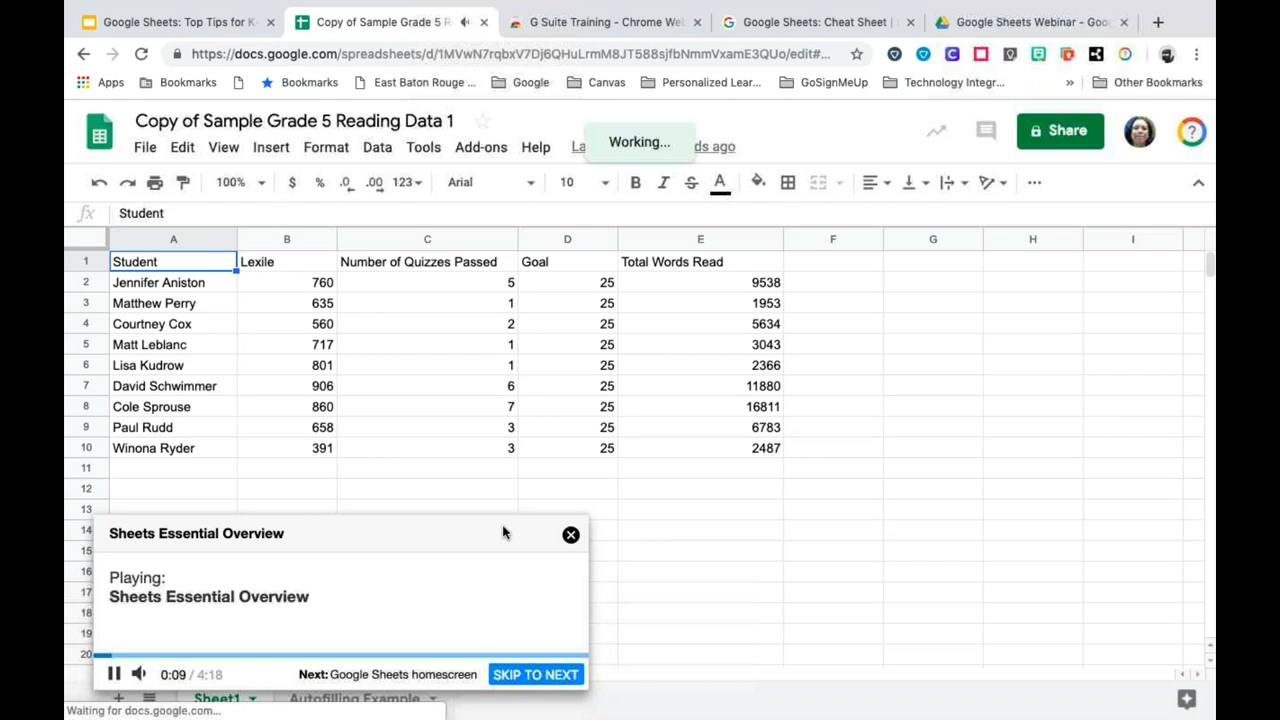 Google Sheets: Top Tips for K-
Copy of Sample Grade 5 R
G Suite Training - Chrome Web
Google Sheets: Cheat Sheet |
Google Sheets Webinar - Goo
https://docs.google.com/spreadsheets/d/1MVwN7rqbxV7Dj6QHuLrmM8JT588sjfbNmmVxamE3QUo/edit#...
Apps
Bookmarks
Bookmarks
East Baton Rouge ...
Google
Canvas
Personalized Lear...
GoSignMeUp
Technology Integr...
»
Other Bookmarks
Copy of Sample Grade 5 Reading Data 1
Working...
Share
File Edit View Insert Format Data Tools Add-ons Help La ds ago
100% $ % .0 .00 123 Arial 10 B I S A
fx Student
A B C D E F G H I
1 Student Lexile Number of Quizzes Passed Goal Total Words Read
2 Jennifer Aniston 760 5 25 9538
3 Matthew Perry 635 1 25 1953
4 Courtney Cox 560 2 25 5634
5 Matt Leblanc 717 1 25 3043
6 Lisa Kudrow 801 1 25 2366
7 David Schwimmer 906 6 25 11880
8 Cole Sprouse 860 7 25 16811
9 Paul Rudd 658 3 25 6783
10 Winona Ryder 391 3 25 2487
11
12
13
14
15
16
17
18
19
20
Sheets Essential Overview
Playing:
Sheets Essential Overview
0:09 / 4:18 Next: Google Sheets homescreen SKIP TO NEXT
Sheet1 Autofilling Example
Waiting for docs.google.com...